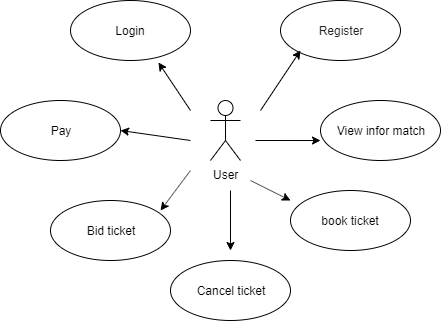 Login
Register
Pay
View infor match
User
Bid ticket
book ticket
Cancel ticket